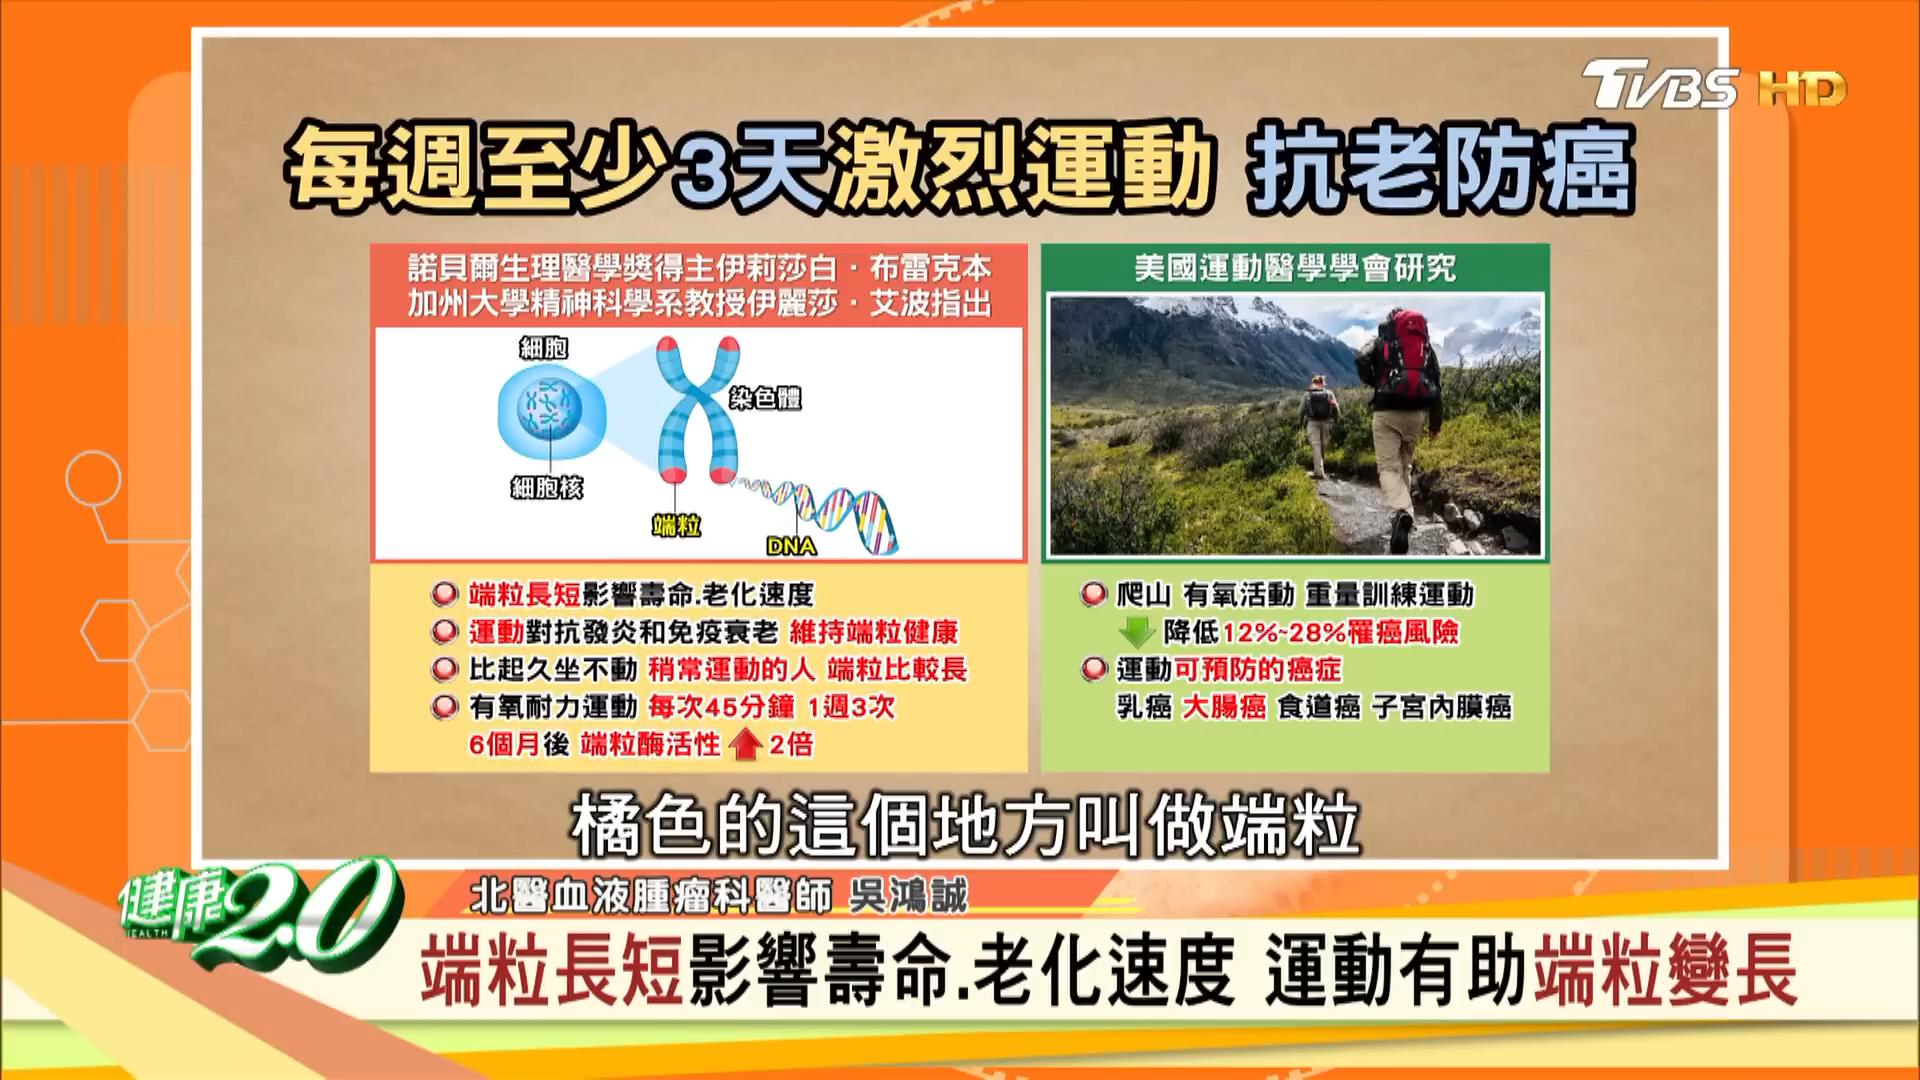 TVBS HD
每週至少3天激烈運動 抗老防癌
諾貝爾生理醫學獎得主伊莉莎白·布雷克本
加州大學精神科學系教授伊麗莎·艾波指出
細胞
染色體
細胞核
端粒
DNA
端粒長短影響壽命.老化速度
運動對抗發炎和免疫衰老 維持端粒健康
比起久坐不動 稍常運動的人 端粒比較長
有氧耐力運動 每次45分鐘 1週3次
6個月後 端粒酶活性 2倍
美國運動醫學學會研究
爬山 有氧活動 重量訓練運動
降低12%~28%罹癌風險
運動可預防的癌症
乳癌 大腸癌 食道癌 子宮內膜癌
橘色的這個地方叫做端粒
健康2.0
HEALTH
北醫血液腫瘤科醫師 吳鴻誠
端粒長短影響壽命.老化速度 運動有助端粒變長